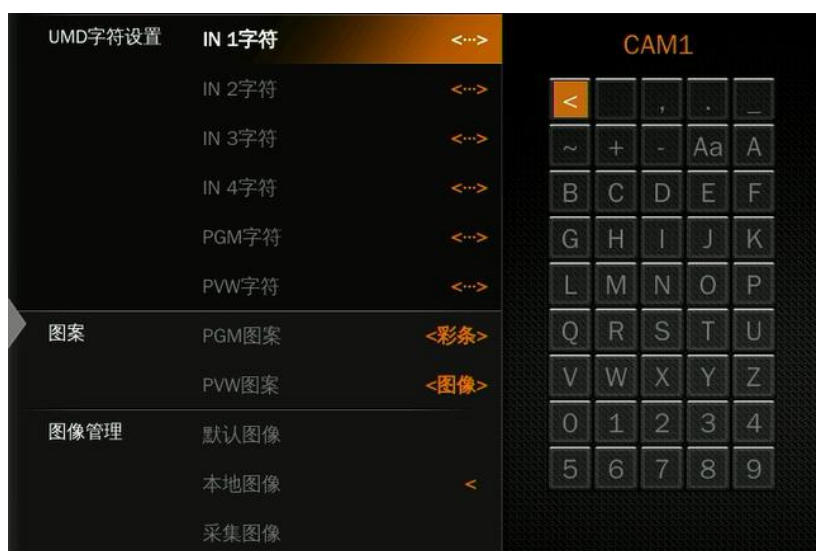 UMD字符设置 IN 1字符 <···>
IN 2字符 <···>
IN 3字符 <···>
IN 4字符 <···>
PGM字符 <···>
PVW字符 <···>
图案 PGM图案 <彩条>
PVW图案 <图像>
图像管理 默认图像
本地图像 <
采集图像
CAM1
< , . _
~ + - Aa A
B C D E F
G H I J K
L M N O P
Q R S T U
V W X Y Z
0 1 2 3 4
5 6 7 8 9